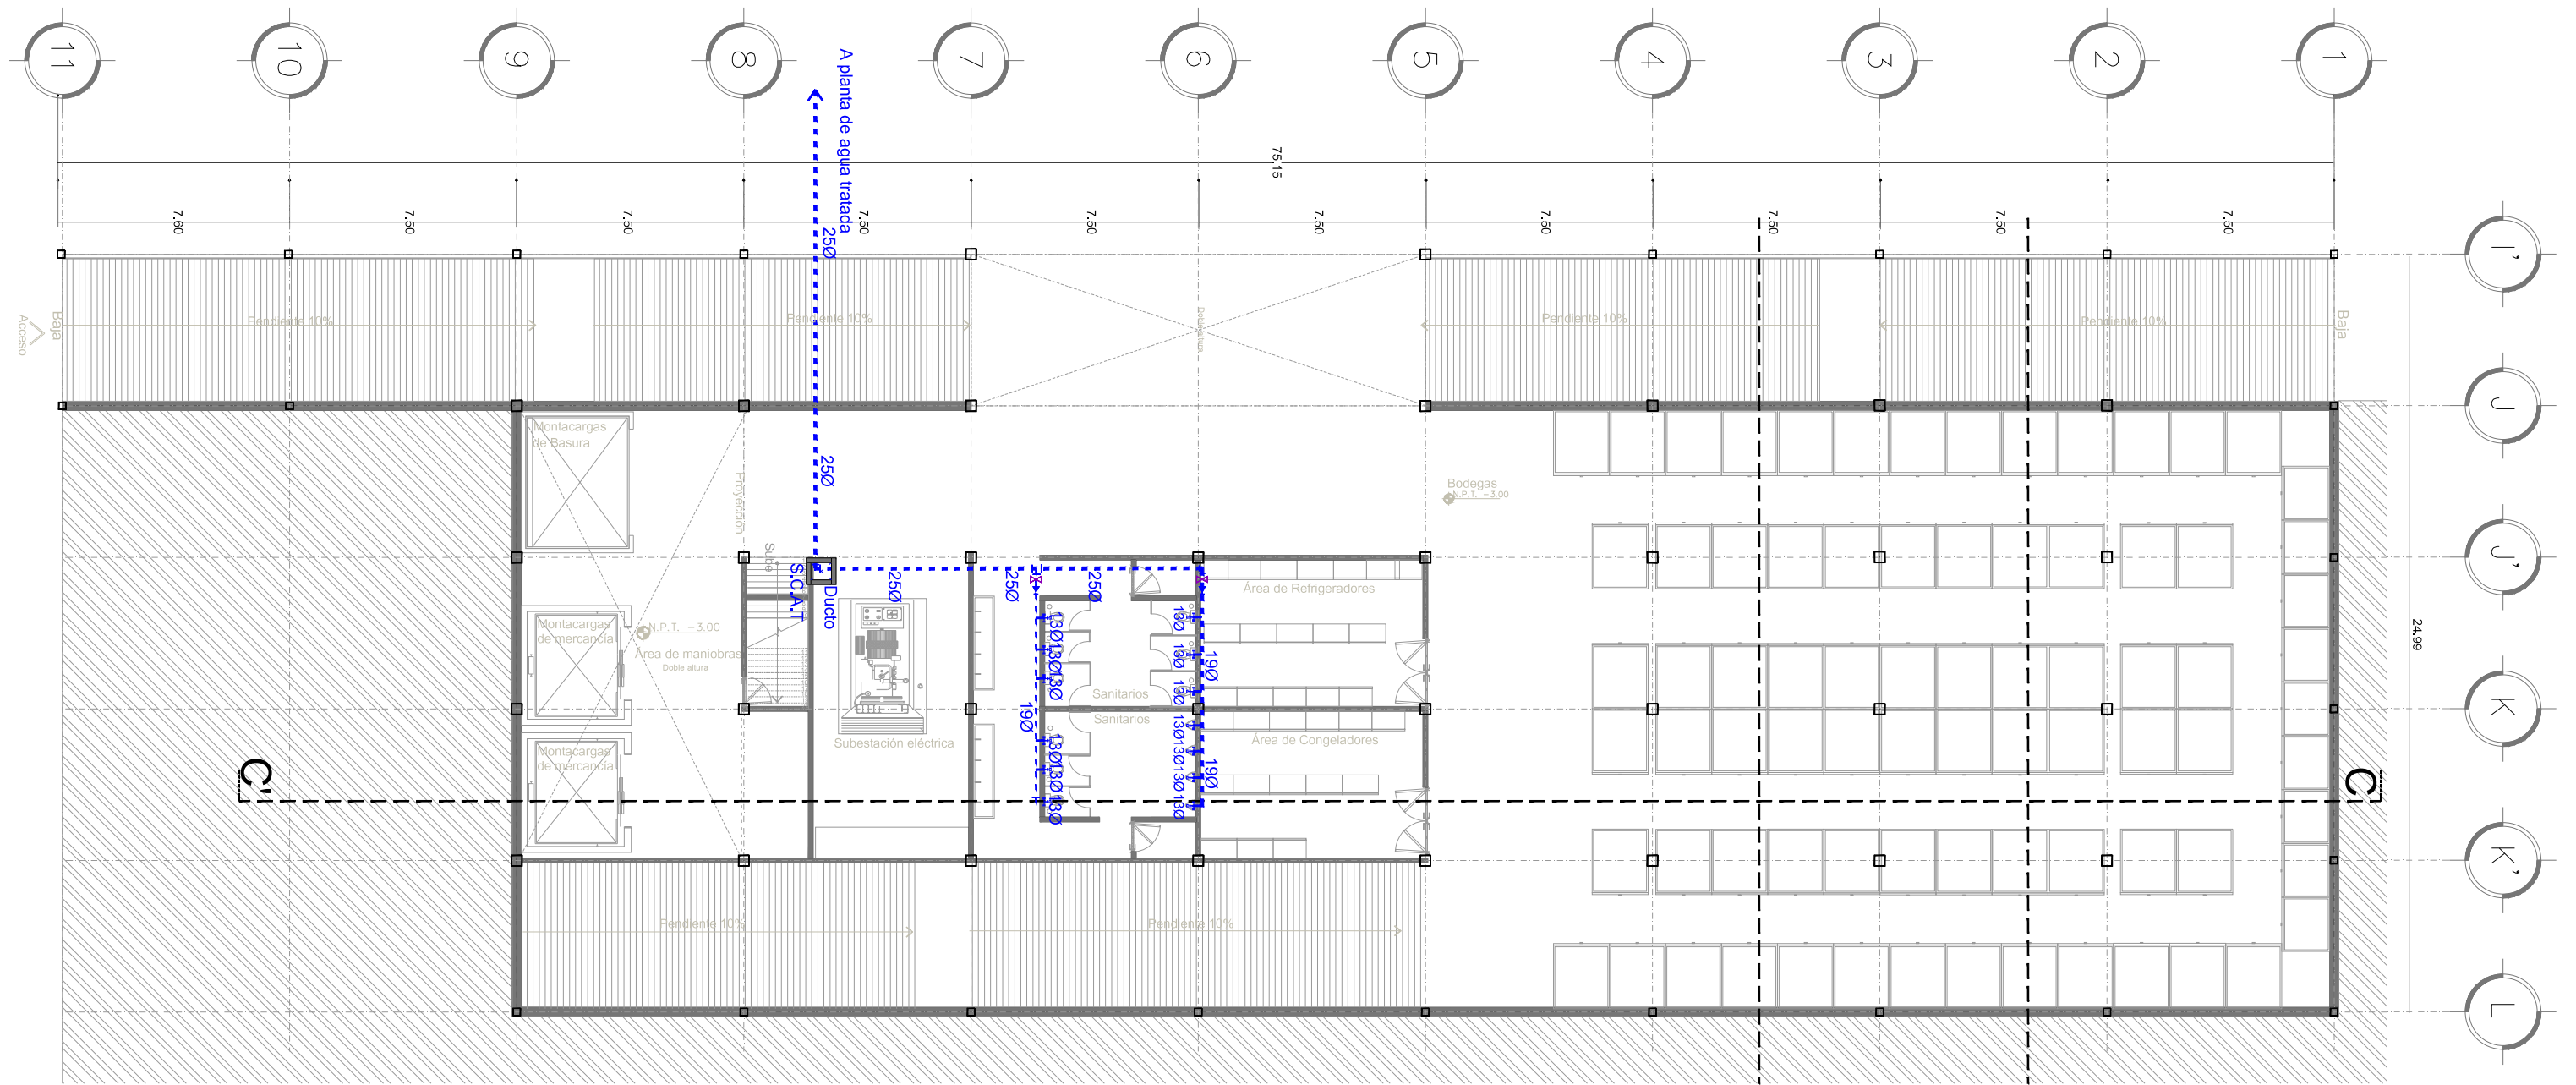 11
10
9
8
7
6
5
4
3
2
1
A planta de agua tratada
75.15
7.60
7.50
7.50
7.50
7.50
7.50
7.50
7.50
7.50
7.50
25Ø
I'
J
J'
K
K'
L
24.99
Acceso
Baja
Pendiente 10%
Pendiente 10%
Doble altura
Pendiente 10%
Pendiente 10%
Baja
Montacargas
de Basura
Proyección
25Ø
Bodegas
N.P.T. -3.00
Sube
S.C.A.T
Ducto
25Ø
25Ø
25Ø
Área de Refrigeradores
Montacargas
de mercancía
N.P.T. -3.00
Área de maniobras
Doble altura
13Ø
13Ø
13Ø
13Ø
13Ø
13Ø
19Ø
Sanitarios
Sanitarios
19Ø
Subestación eléctrica
Área de Congeladores
13Ø
13Ø
13Ø
13Ø
13Ø
13Ø
13Ø
19Ø
Montacargas
de mercancía
C'
C
Pendiente 10%
Pendiente 10%